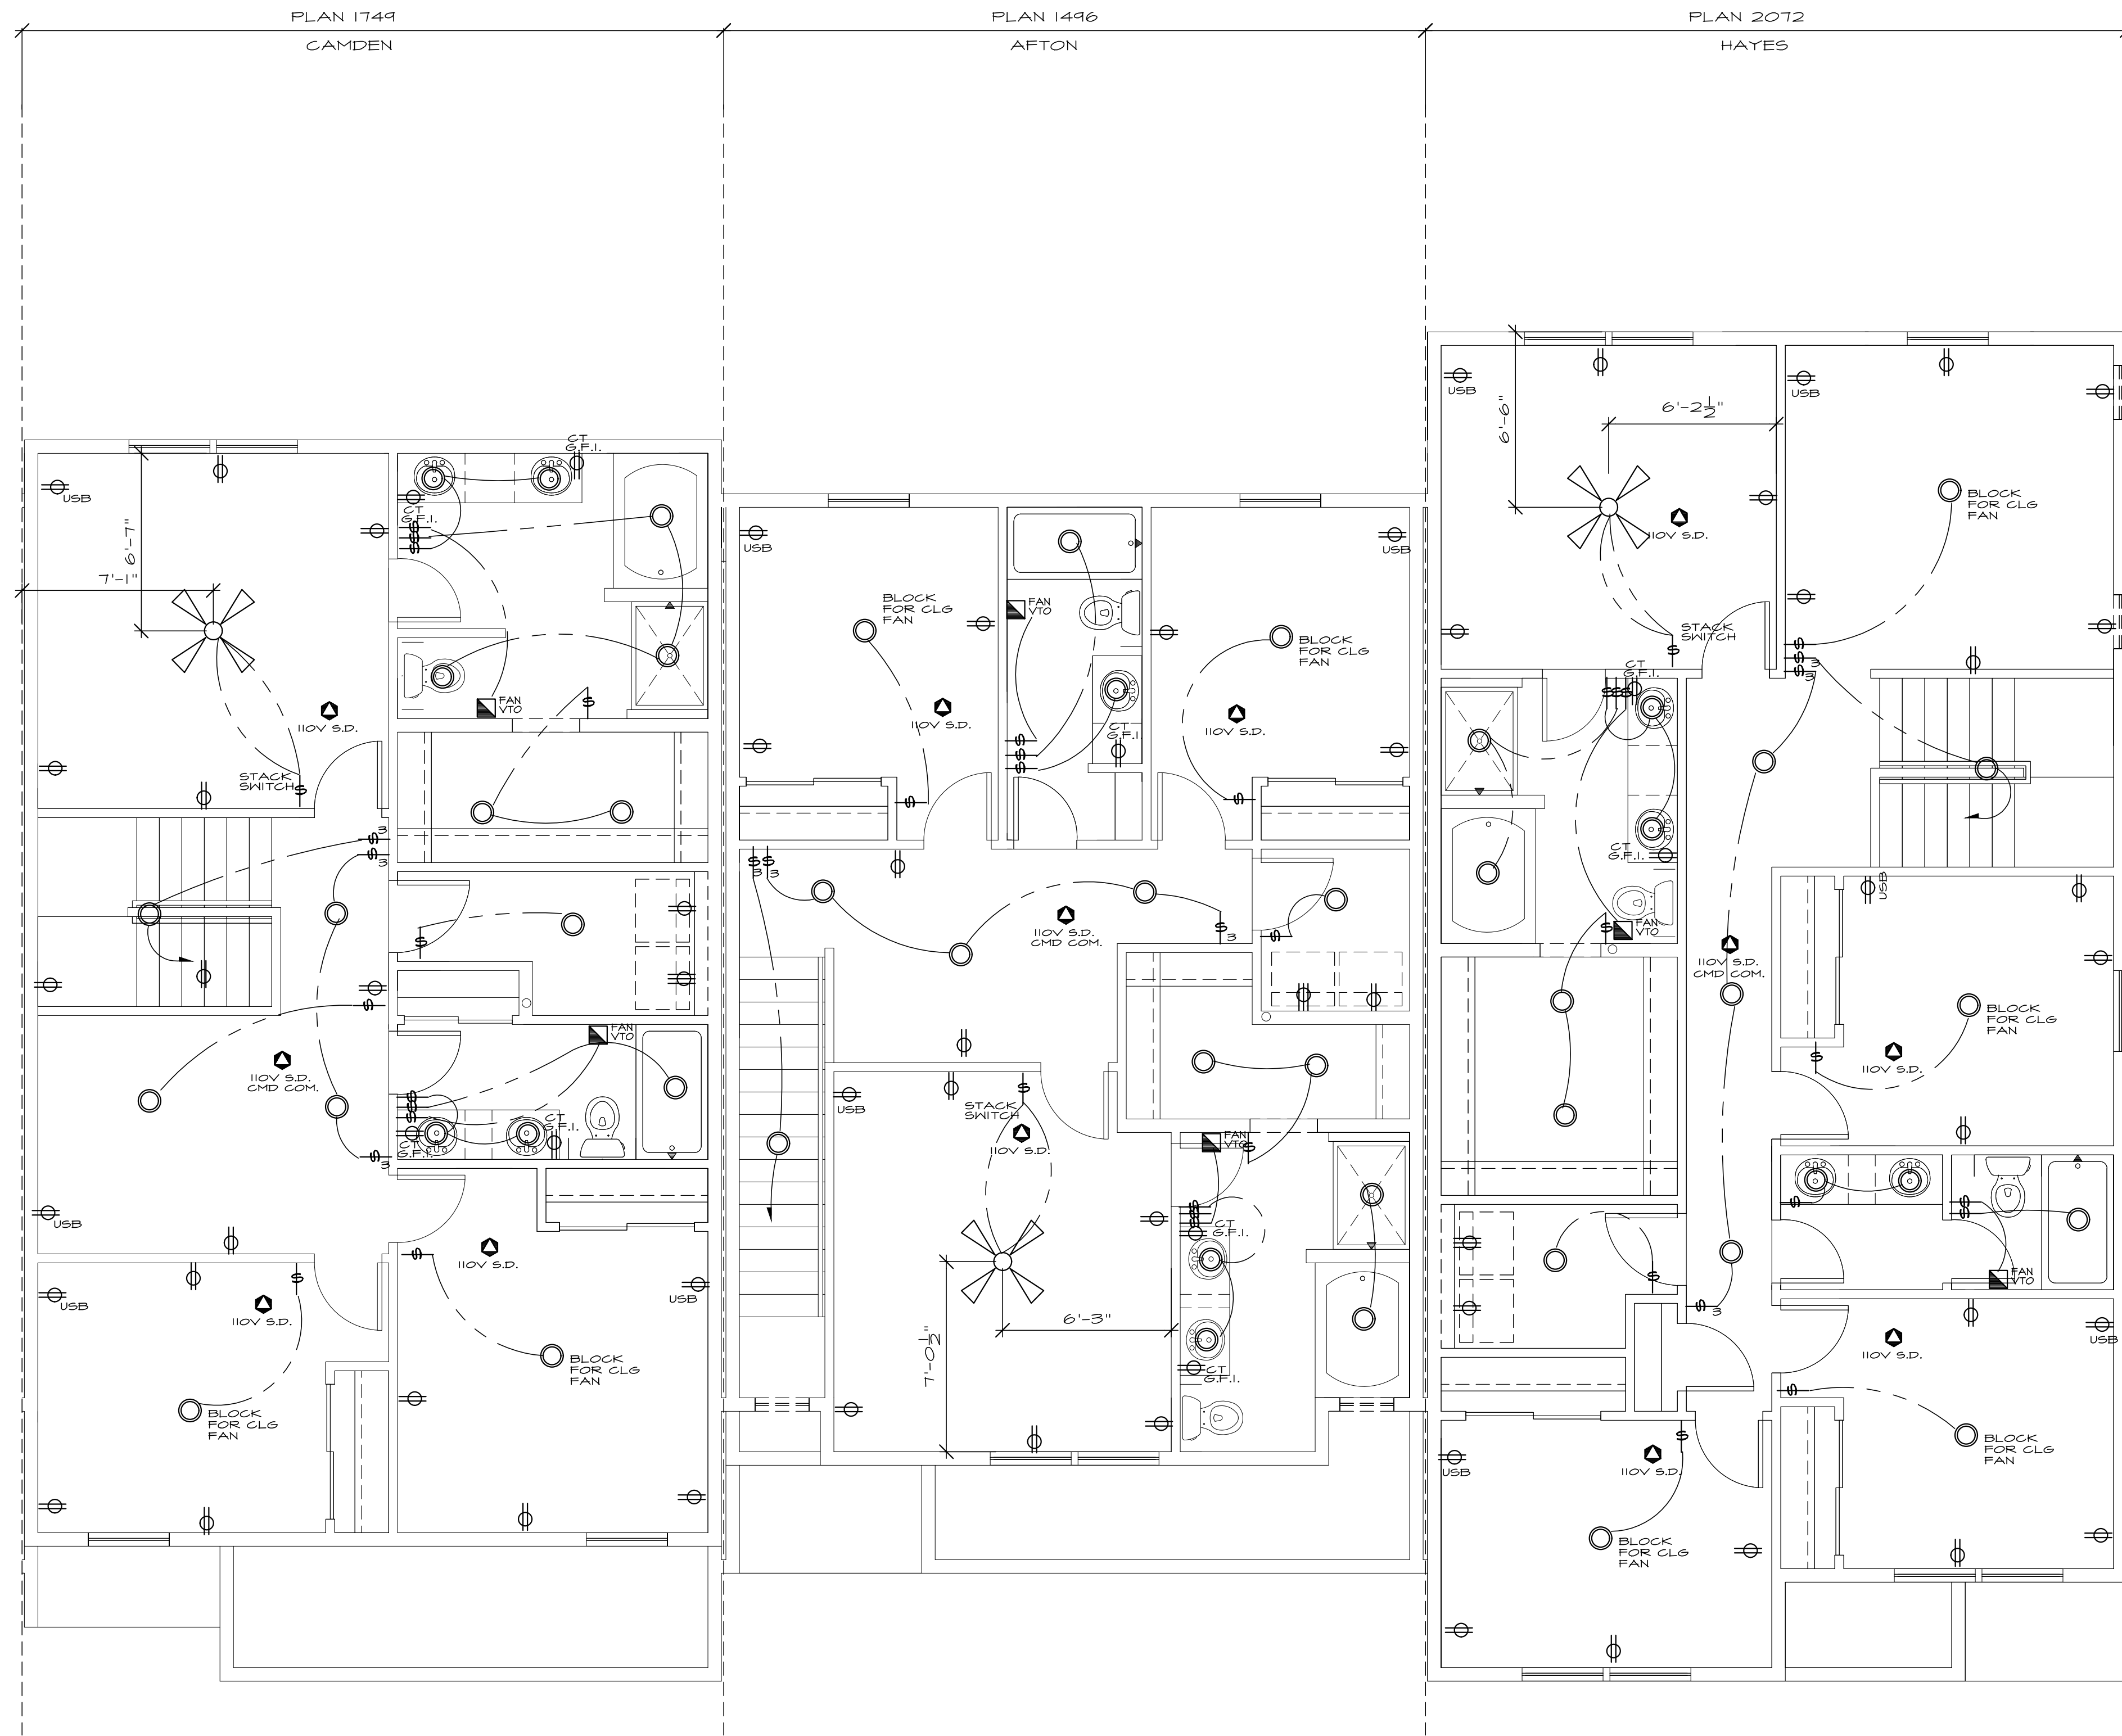 PLAN 1749
CAMDEN
PLAN 1496
AFTON
PLAN 2072
HAYES
CT
G.F.I.
USB
CT
G.F.I.
6'-7"
7'-1"
FAN
VTO
110V S.D.
STACK
SWITCH
3
3
110V S.D.
CMD COM.
FAN
VTO
CT
G.F.I.
CT
G.F.I.
3
USB
110V S.D.
USB
110V S.D.
USB
BLOCK
FOR CLG
FAN
BLOCK
FOR CLG
FAN
USB
USB
BLOCK
FOR CLG
FAN
FAN
VTO
BLOCK
FOR CLG
FAN
110V S.D.
110V S.D.
CT
G.F.I.
3
3
110V S.D.
CMD COM.
3
USB
STACK
SWITCH
110V S.D.
FAN
VTO
CT
G.F.I.
6'-3"
7'-0 1/2"
CT
G.F.I.
USB
6'-6"
6'-2 1/2"
USB
110V S.D.
BLOCK
FOR CLG
FAN
STACK
SWITCH
3
3
CT
G.F.I.
CT
G.F.I.
USB
FAN
VTO
110V S.D.
CMD COM.
BLOCK
FOR CLG
FAN
110V S.D.
FAN
VTO
3
USB
110V S.D.
BLOCK
FOR CLG
FAN
USB
110V S.D.
BLOCK
FOR CLG
FAN